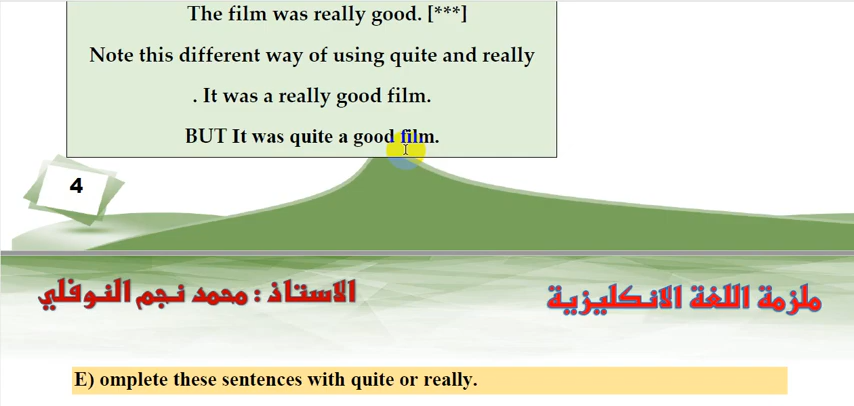 The film was really good. [***]
Note this different way of using quite and really
. It was a really good film.
BUT It was quite a good film.
4
ملزمة اللغة الانكليزية
الاستاذ : محمد نجم النوفلي
E) omplete these sentences with quite or really.